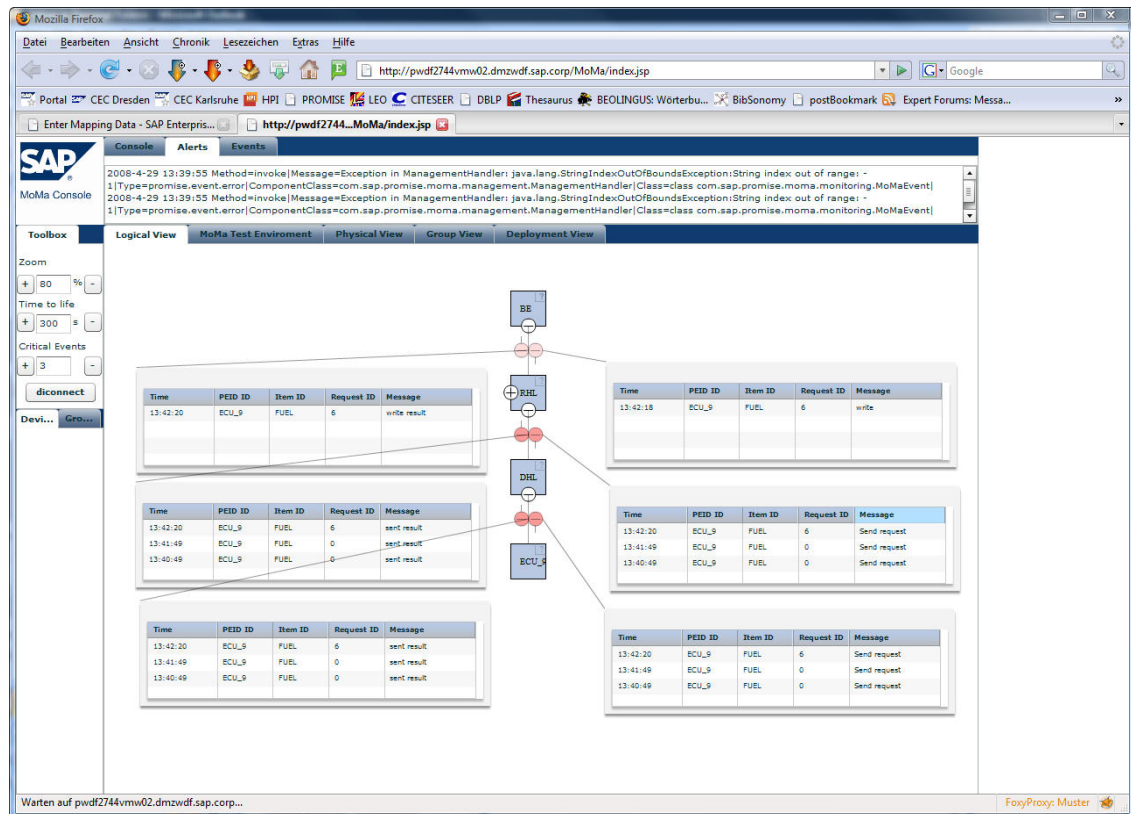 Mozilla Firefox
Datei Bearbeiten Ansicht Chronik Lesezeichen Extras Hilfe
http://pwdf2744vmw02.dmzwdf.sap.corp/MoMa/index.jsp
G Google
Portal CEC Dresden CEC Karlsruhe HPI PROMISE LEO CITESEER DBLP Thesaurus BEOLINGUS: Wörterbu... BibSonomy postBookmark Expert Forums: Messa... »
Enter Mapping Data - SAP Enterpris... http://pwdf2744...MoMa/index.jsp
SAP
MoMa Console
Console Alerts Events
2008-4-29 13:39:55 Method=invoke|Message=Exception in ManagementHandler: java.lang.StringIndexOutOfBoundsException:String index out of range: -
1|Type=promise.event.error|ComponentClass=com.sap.promise.moma.management.ManagementHandler|Class=class com.sap.promise.moma.monitoring.MoMaEvent|
2008-4-29 13:39:55 Method=invoke|Message=Exception in ManagementHandler: java.lang.StringIndexOutOfBoundsException:String index out of range: -
1|Type=promise.event.error|ComponentClass=com.sap.promise.moma.management.ManagementHandler|Class=class com.sap.promise.moma.monitoring.MoMaEvent|
Toolbox
Logical View MoMa Test Enviroment Physical View Group View Deployment View
Zoom
+ 80 % -
Time to life
+ 300 s -
Critical Events
+ 3 -
diconnect
Devi... Gro...
BE
RHL
DHL
ECU_9
Time PEID ID Item ID Request ID Message
13:42:20 ECU_9 FUEL 6 write result
Time PEID ID Item ID Request ID Message
13:42:18 ECU_9 FUEL 6 write
Time PEID ID Item ID Request ID Message
13:42:20 ECU_9 FUEL 6 sent result
13:41:49 ECU_9 FUEL 0 sent result
13:40:49 ECU_9 FUEL 0 sent result
Time PEID ID Item ID Request ID Message
13:42:20 ECU_9 FUEL 6 Send request
13:41:49 ECU_9 FUEL 0 Send request
13:40:49 ECU_9 FUEL 0 Send request
Time PEID ID Item ID Request ID Message
13:42:20 ECU_9 FUEL 6 sent result
13:41:49 ECU_9 FUEL 0 sent result
13:40:49 ECU_9 FUEL 0 sent result
Time PEID ID Item ID Request ID Message
13:42:20 ECU_9 FUEL 6 Send request
13:41:49 ECU_9 FUEL 0 Send request
13:40:49 ECU_9 FUEL 0 Send request
Warten auf pwdf2744vmw02.dmzwdf.sap.corp...
FoxyProxy: Muster